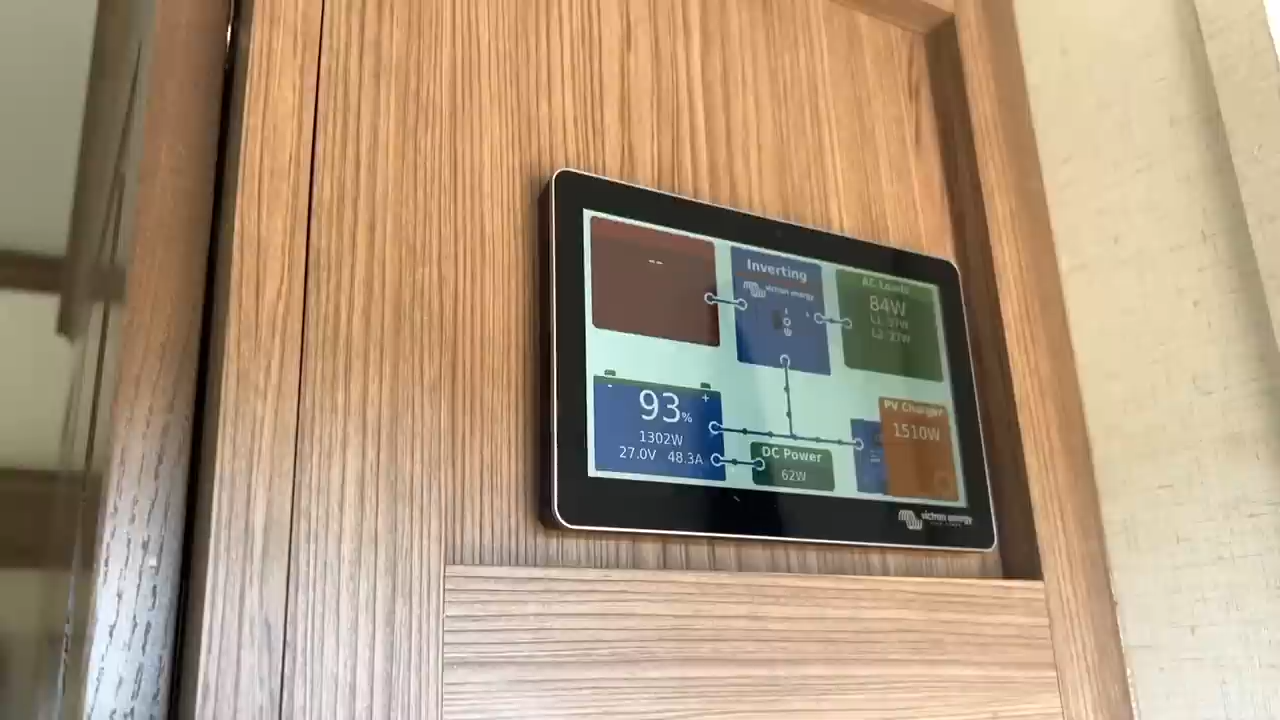 --
Inverting
victron energy
AC Loads
84W
93%
1302W
27.0V 48.3A
DC Power
62W
PV Charger
1510W
victron energy